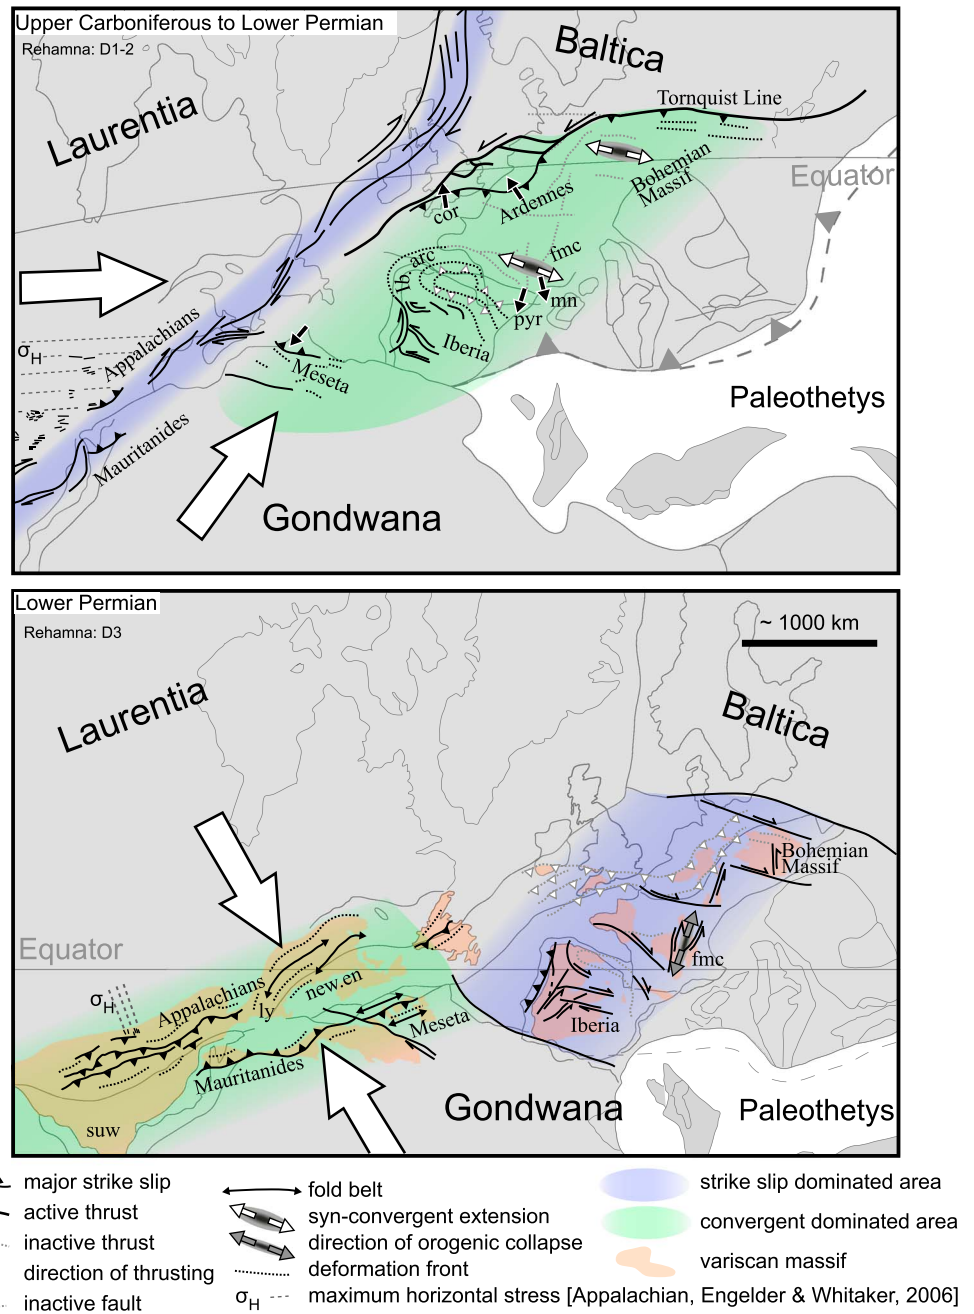 Upper Carboniferous to Lower Permian
Rehamna: D1-2
Laurentia
Baltica
Tornquist Line
Equator
Bohemian
Massif
Ardennes
cor
fmc
Ib. arc
mn
pyr
Iberia
Appalachians
σH
Meseta
Mauritanides
Paleothetys
Gondwana
Lower Permian
Rehamna: D3
~ 1000 km
Laurentia
Baltica
Bohemian
Massif
Equator
fmc
σH
Appalachians
new.en
ly
Meseta
Iberia
Mauritanides
Gondwana
Paleothetys
suw
major strike slip
active thrust
inactive thrust
direction of thrusting
inactive fault
fold belt
syn-convergent extension
direction of orogenic collapse
deformation front
σH --- maximum horizontal stress [Appalachian, Engelder & Whitaker, 2006]
strike slip dominated area
convergent dominated area
variscan massif